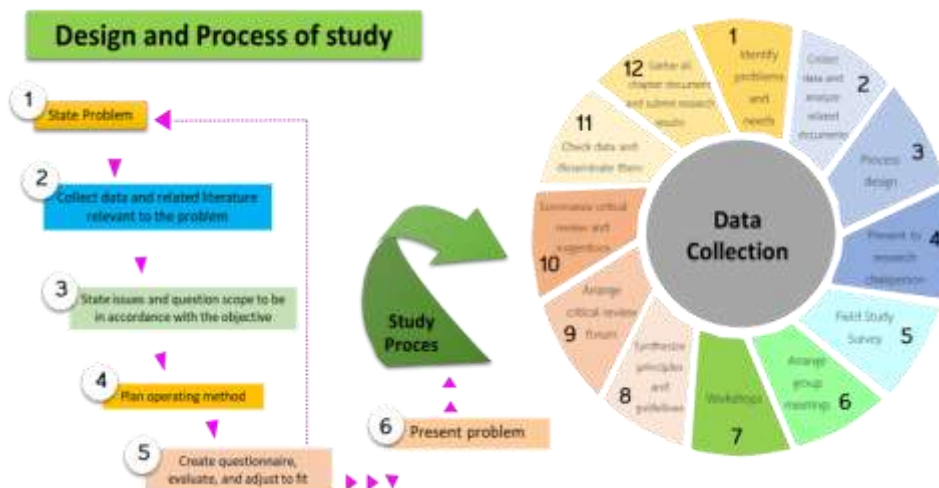 Design and Process of study
1
State Problem
2
Collect data and related literature
relevant to the problem
3
State issues and question scope to be
in accordance with the objective
4
Plan operating method
5
Create questionnaire,
evaluate, and adjust to fit
6
Present problem
Study
Proces
Data
Collection
1
Identify
problems
and
needs
2
Collect
data and
analyze
related
documents
3
Process
design
4
Present to
research
chairperson
5
Field Study
Survey
6
Arrange
group
meetings
7
Workshops
8
Synthesize
principles
and
guidelines
9
Arrange
critical review
forum
10
Summarize critical
review and
suggestions
11
Check data and
disseminate them
12
Gather all
chapter document
and submit research
results